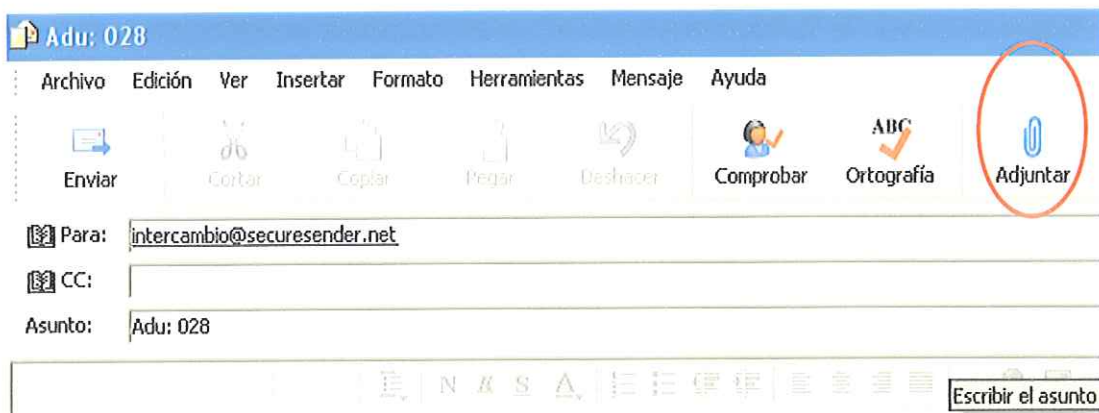 Adu: 028
Archivo Edición Ver Insertar Formato Herramientas Mensaje Ayuda
Enviar Cortar Copiar Pegar Deshacer Comprobar ABC Ortografía Adjuntar
Para: intercambio@securesender.net
CC:
Asunto: Adu: 028
N K S A
Escribir el asunto